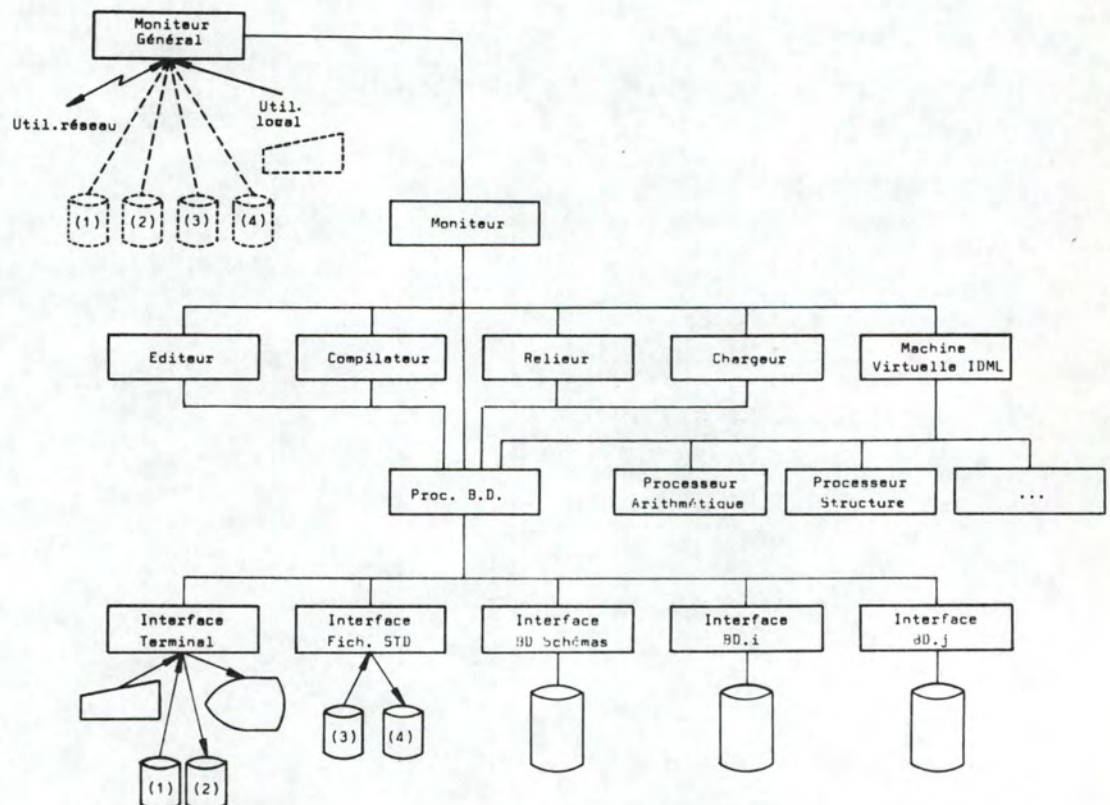 Moniteur
Général
Util.réseau
Util.
local
(1)
(2)
(3)
(4)
Moniteur
Editeur
Compilateur
Relieur
Chargeur
Machine
Virtuelle IDML
Proc. B.D.
Processeur
Arithmétique
Processeur
Structure
...
Interface
Terminal
Interface
Fich. STD
Interface
BD Schémas
Interface
BD.i
Interface
BD.j
(3)
(4)
(1)
(2)